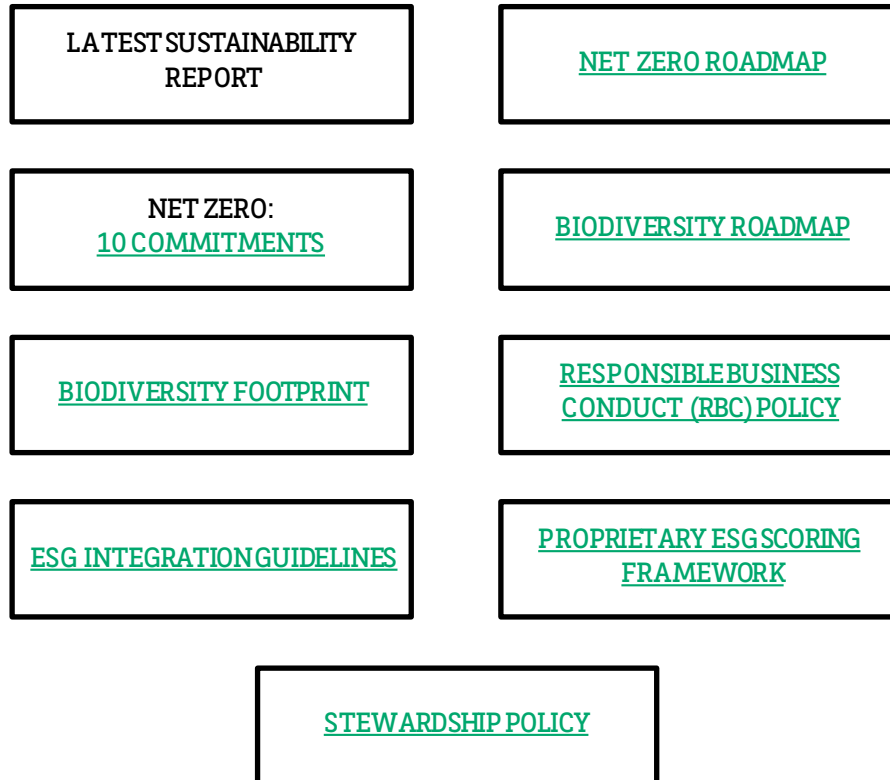 LATEST SUSTAINABILITY
REPORT
NET ZERO ROADMAP
NET ZERO:
10 COMMITMENTS
BIODIVERSITY ROADMAP
BIODIVERSITY FOOTPRINT
RESPONSIBLE BUSINESS
CONDUCT (RBC) POLICY
ESG INTEGRATION GUIDELINES
PROPRIETARY ESG SCORING
FRAMEWORK
STEWARDSHIP POLICY